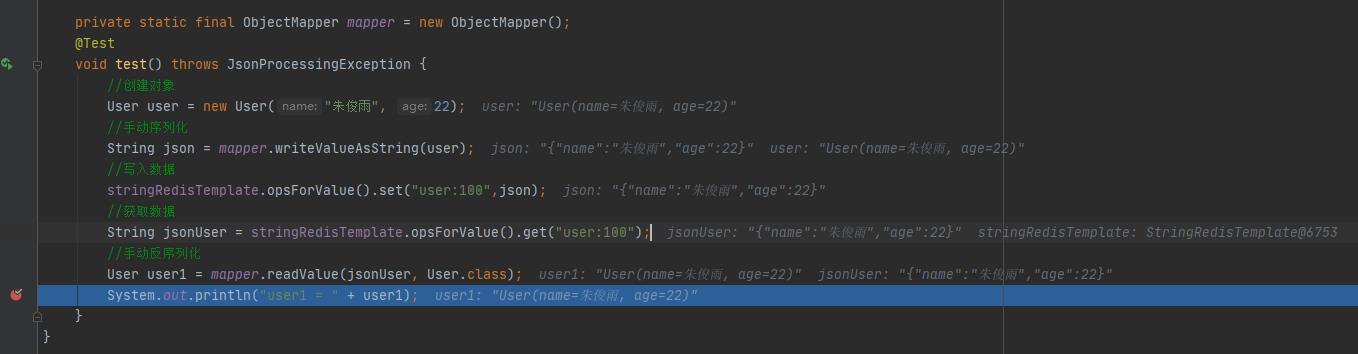 private static final ObjectMapper mapper = new ObjectMapper();
@Test
void test() throws JsonProcessingException {
//创建对象
User user = new User( name: "朱俊雨", age: 22); user: "User(name=朱俊雨, age=22)"
//手动序列化
String json = mapper.writeValueAsString(user); json: "{"name":"朱俊雨","age":22}" user: "User(name=朱俊雨, age=22)"
//写入数据
stringRedisTemplate.opsForValue().set("user:100",json); json: "{"name":"朱俊雨","age":22}"
//获取数据
String jsonUser = stringRedisTemplate.opsForValue().get("user:100"); jsonUser: "{"name":"朱俊雨","age":22}" stringRedisTemplate: StringRedisTemplate@6753
//手动反序列化
User user1 = mapper.readValue(jsonUser, User.class); user1: "User(name=朱俊雨, age=22)" jsonUser: "{"name":"朱俊雨","age":22}"
System.out.println("user1 = " + user1); user1: "User(name=朱俊雨, age=22)"
}
}